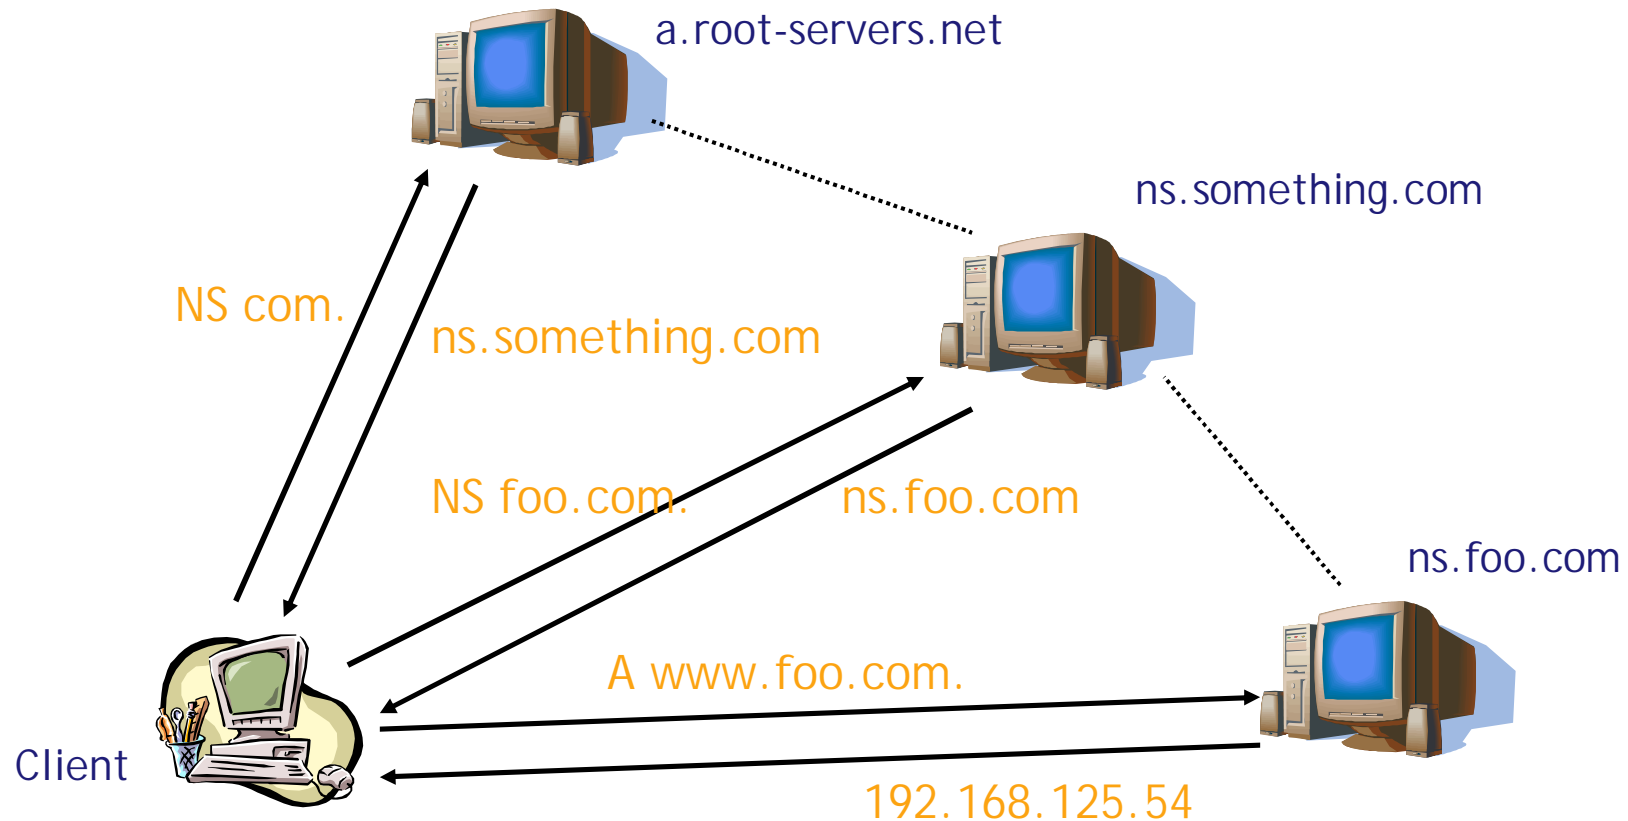 a.root-servers.net
ns.something.com
NS com.
ns.something.com
NS foo.com.
ns.foo.com
ns.foo.com
A www.foo.com.
Client
192.168.125.54